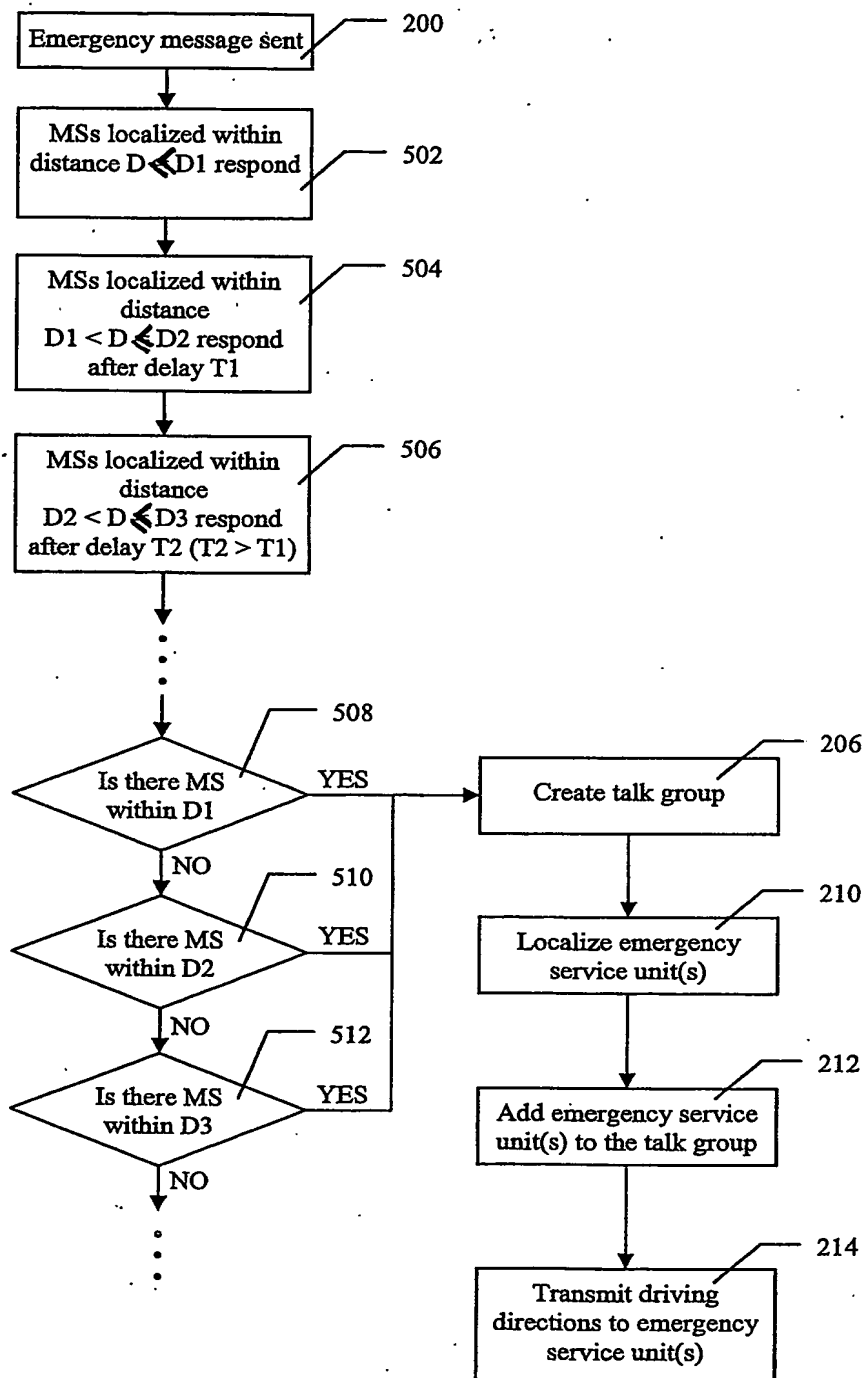 Emergency message sent
200
MSs localized within
distance D ≤ D1 respond
502
MSs localized within
distance
D1 < D ≤ D2 respond
after delay T1
504
MSs localized within
distance
D2 < D ≤ D3 respond
after delay T2 (T2 > T1)
506
508
Is there MS
within D1
YES
NO
510
Is there MS
within D2
YES
NO
512
Is there MS
within D3
YES
NO
206
Create talk group
210
Localize emergency
service unit(s)
212
Add emergency service
unit(s) to the talk group
214
Transmit driving
directions to emergency
service unit(s)